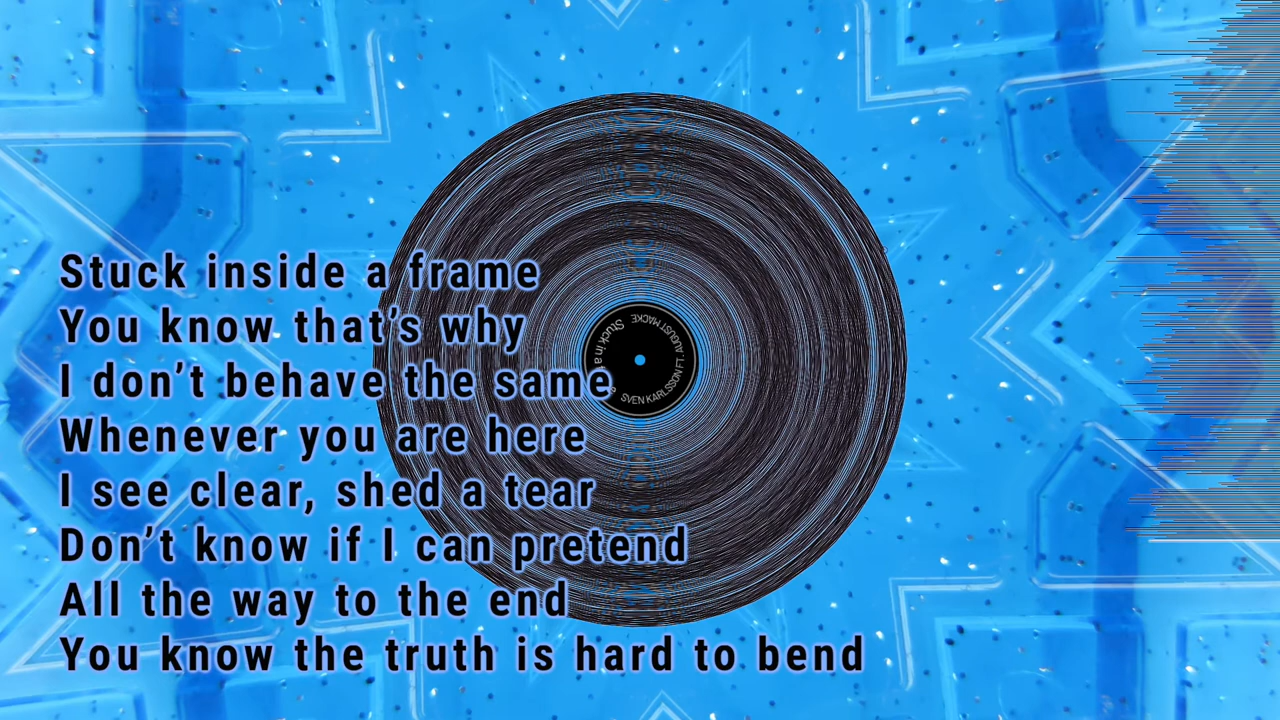 Stuck inside a frame
You know that’s why
I don’t behave the same
Whenever you are here
I see clear, shed a tear
Don’t know if I can pretend
All the way to the end
You know the truth is hard to bend
Stuck in a
SVEN KARLSSON FT. AUGUST MACKE